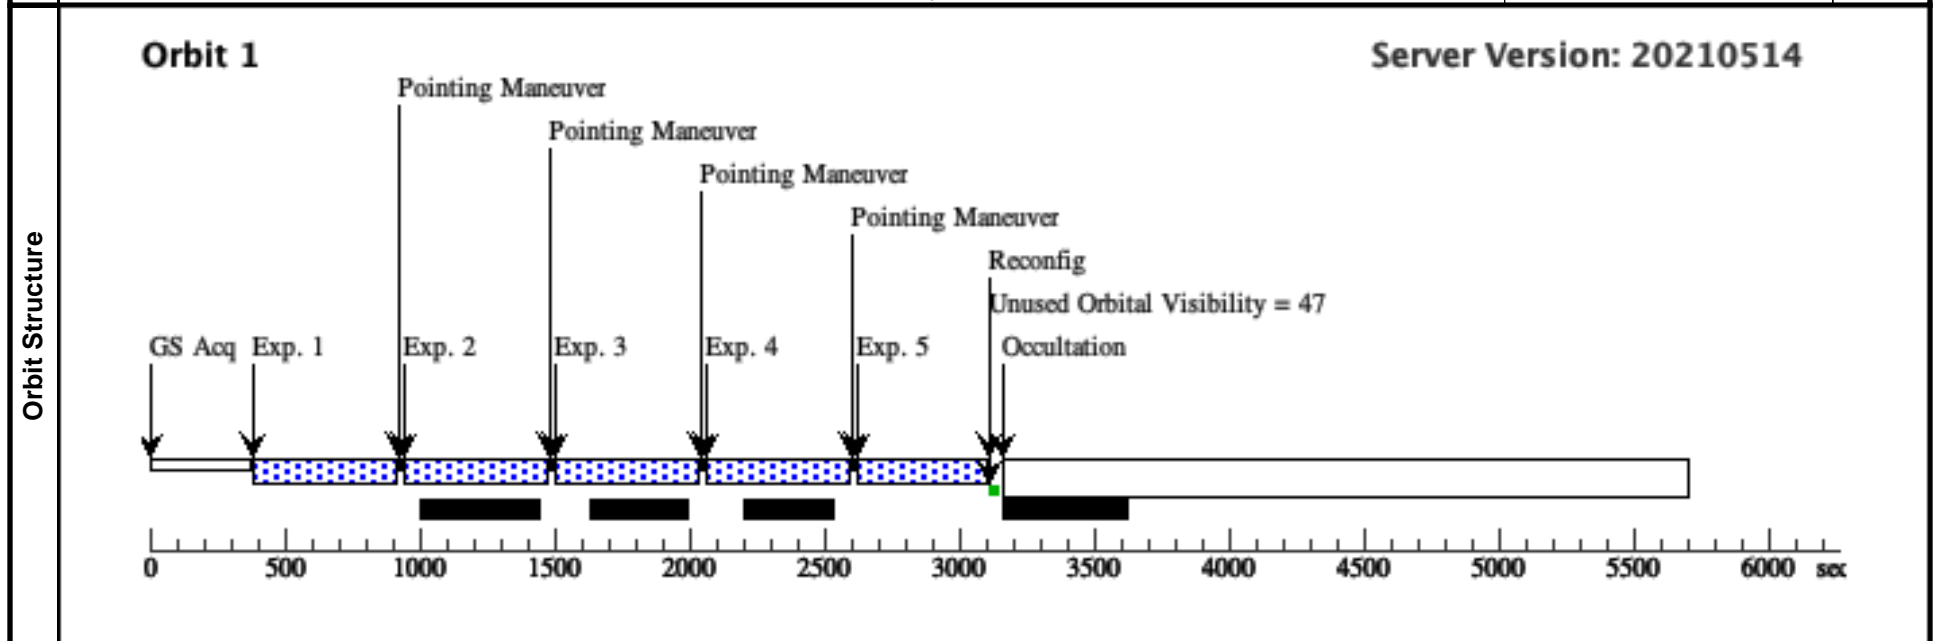 Orbit 1
Server Version: 20210514
Pointing Maneuver
Pointing Maneuver
Pointing Maneuver
Pointing Maneuver
Reconfig
Unused Orbital Visibility = 47
GS Acq Exp. 1 Exp. 2 Exp. 3 Exp. 4 Exp. 5 Occultation
Orbit Structure
0 500 1000 1500 2000 2500 3000 3500 4000 4500 5000 5500 6000 sec